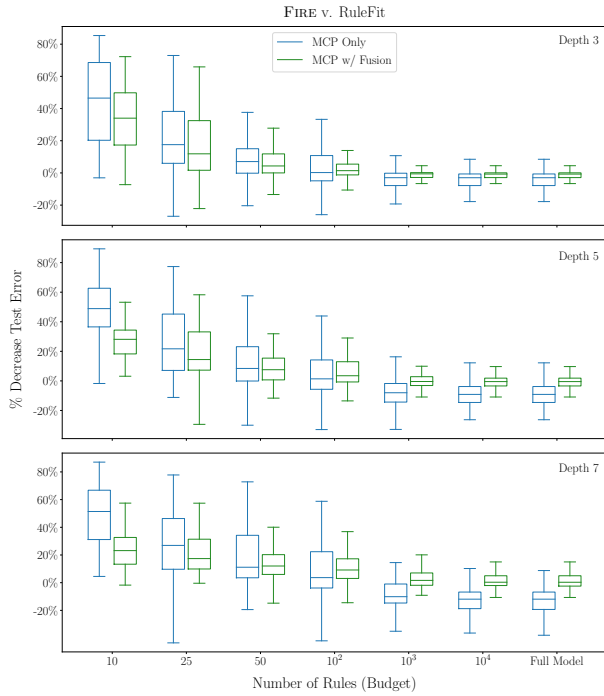 FIRE v. RuleFit
MCP Only
MCP w/ Fusion
Depth 3
80%
60%
40%
20%
0%
-20%
Depth 5
80%
60%
40%
20%
0%
-20%
% Decrease Test Error
Depth 7
80%
60%
40%
20%
0%
-20%
10 25 50 10² 10³ 10⁴ Full Model
Number of Rules (Budget)